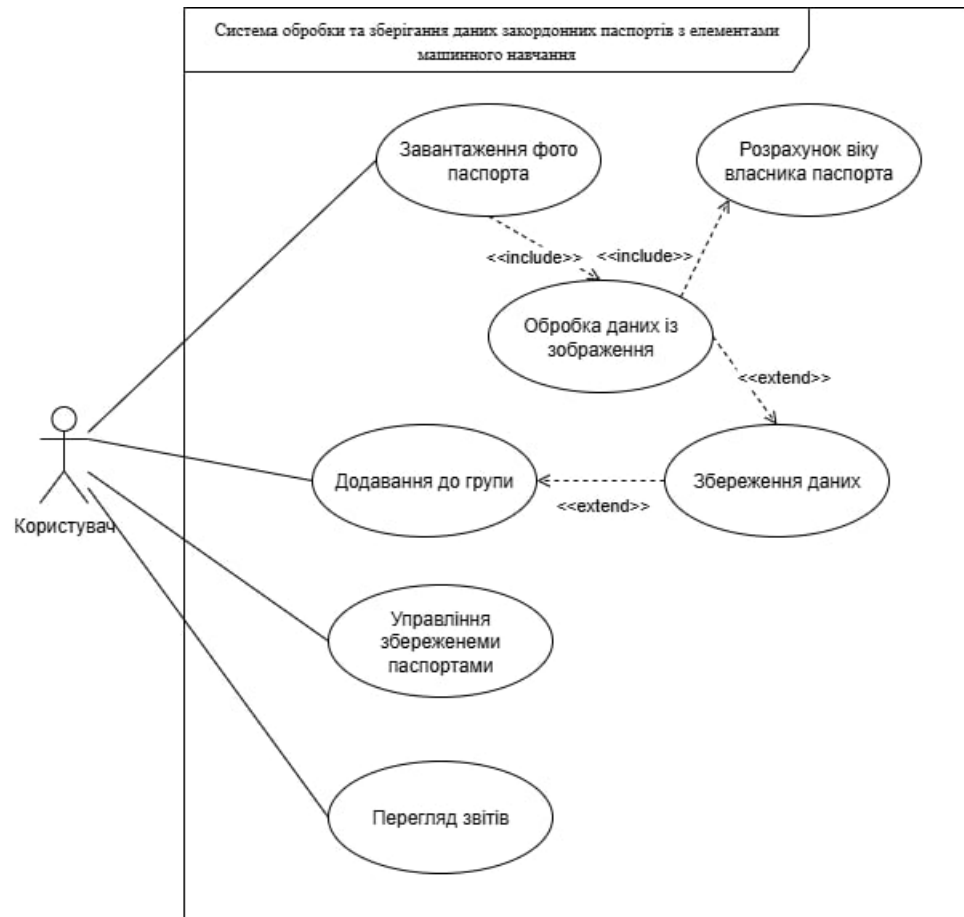 Система обробки та зберігання даних закордонних паспортів з елементами
машинного навчання
Завантаження фото
паспорта
Розрахунок віку
власника паспорта
<<include>>
<<include>>
Обробка даних із
зображення
<<extend>>
Додавання до групи
Збереження даних
<<extend>>
Користувач
Управління
збереженеми
паспортами
Перегляд звітів